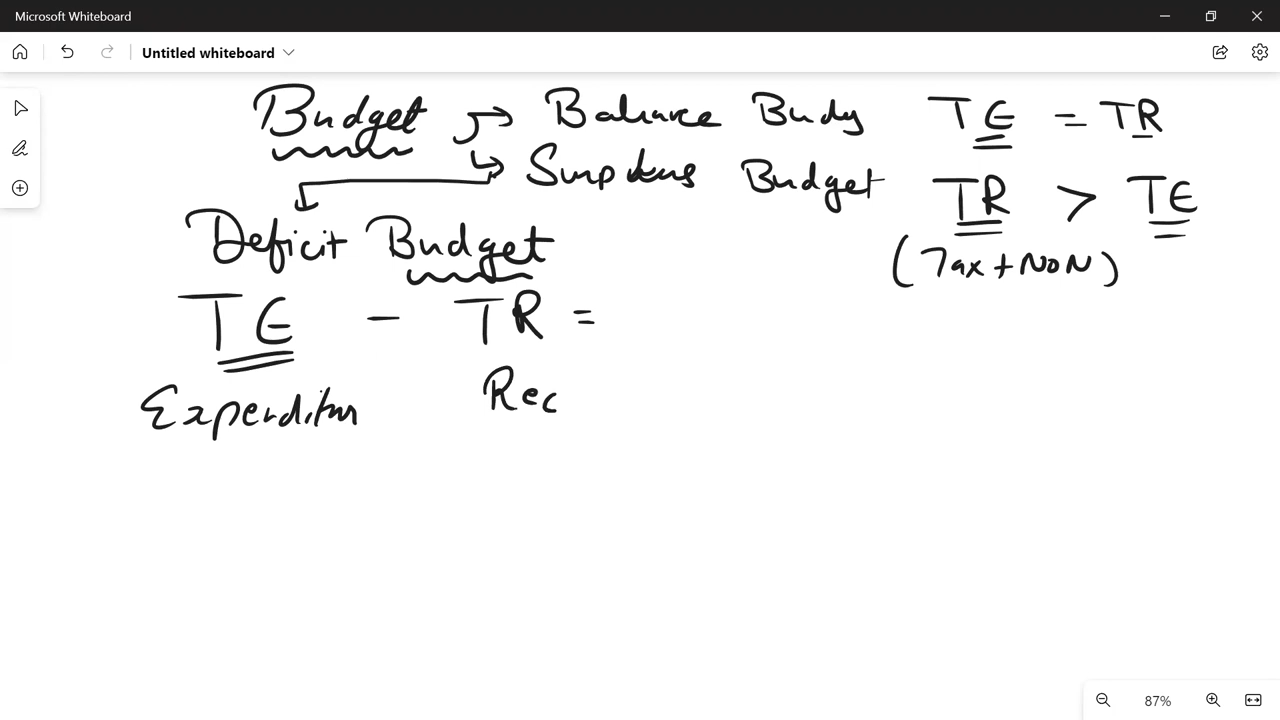 Microsoft Whiteboard
Untitled whiteboard
Budget → Balance Budg TE = TR
↳ Surplus Budget TR > TE
(Tax + NON)
Deficit Budget
TE - TR =
Expenditur Rec
87%